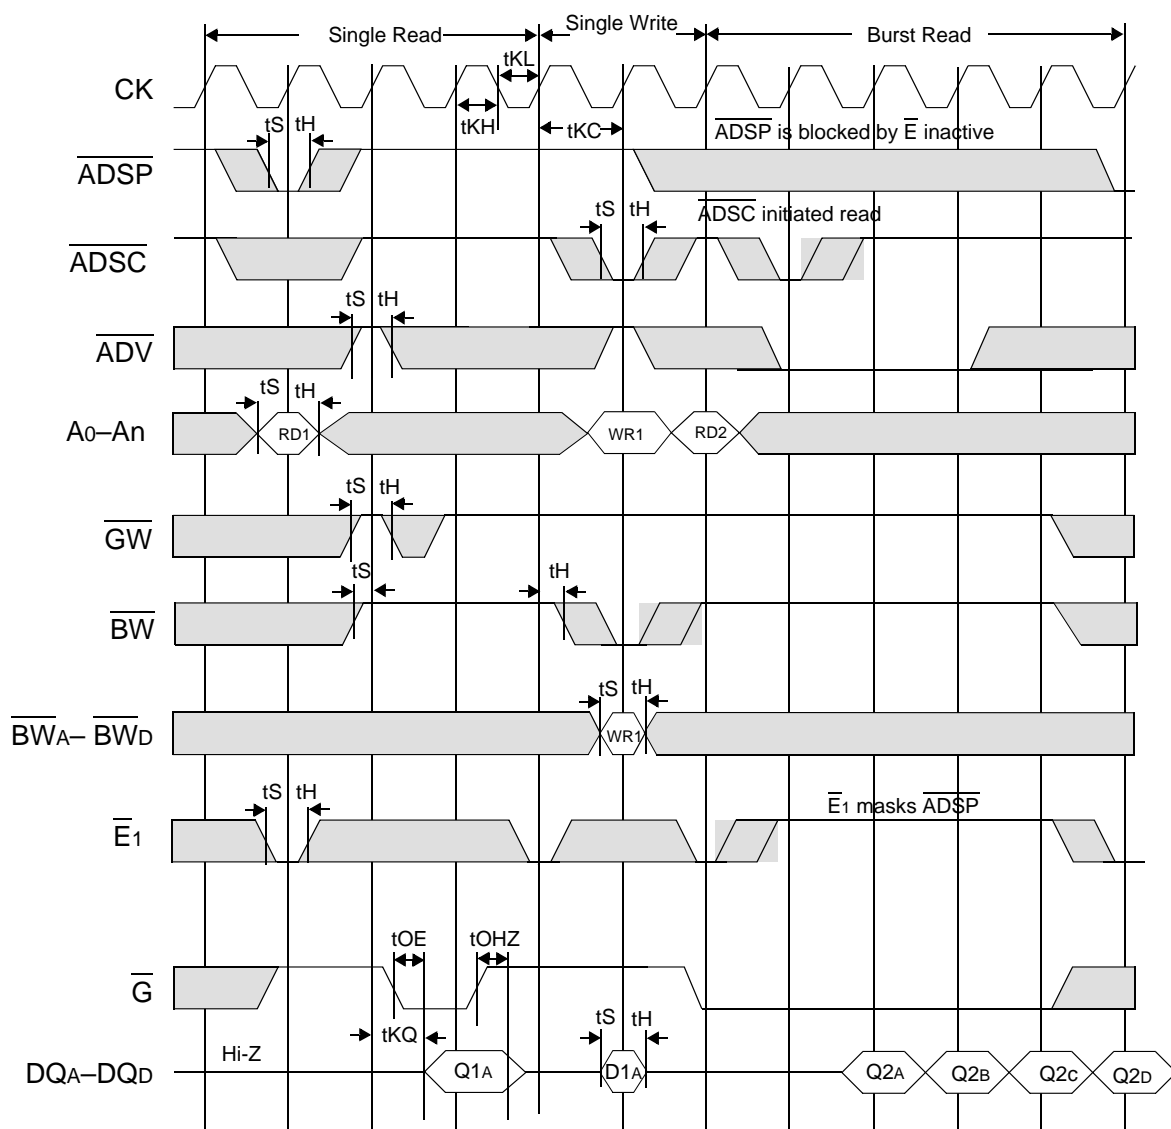 Single Read
Single Write
Burst Read
CK
tKL
tKH
tKC
ADSP is blocked by E inactive
ADSP
tS
tH
ADSC initiated read
ADSC
tS
tH
ADV
tS
tH
A0–An
tS
tH
RD1
WR1
RD2
GW
tS
tH
BW
tS
tH
BWA– BWD
tS
tH
WR1
E1
tS
tH
E1 masks ADSP
G
tOE
tOHZ
tKQ
tS
tH
Hi-Z
DQA–DQD
Q1A
D1A
Q2A
Q2B
Q2C
Q2D